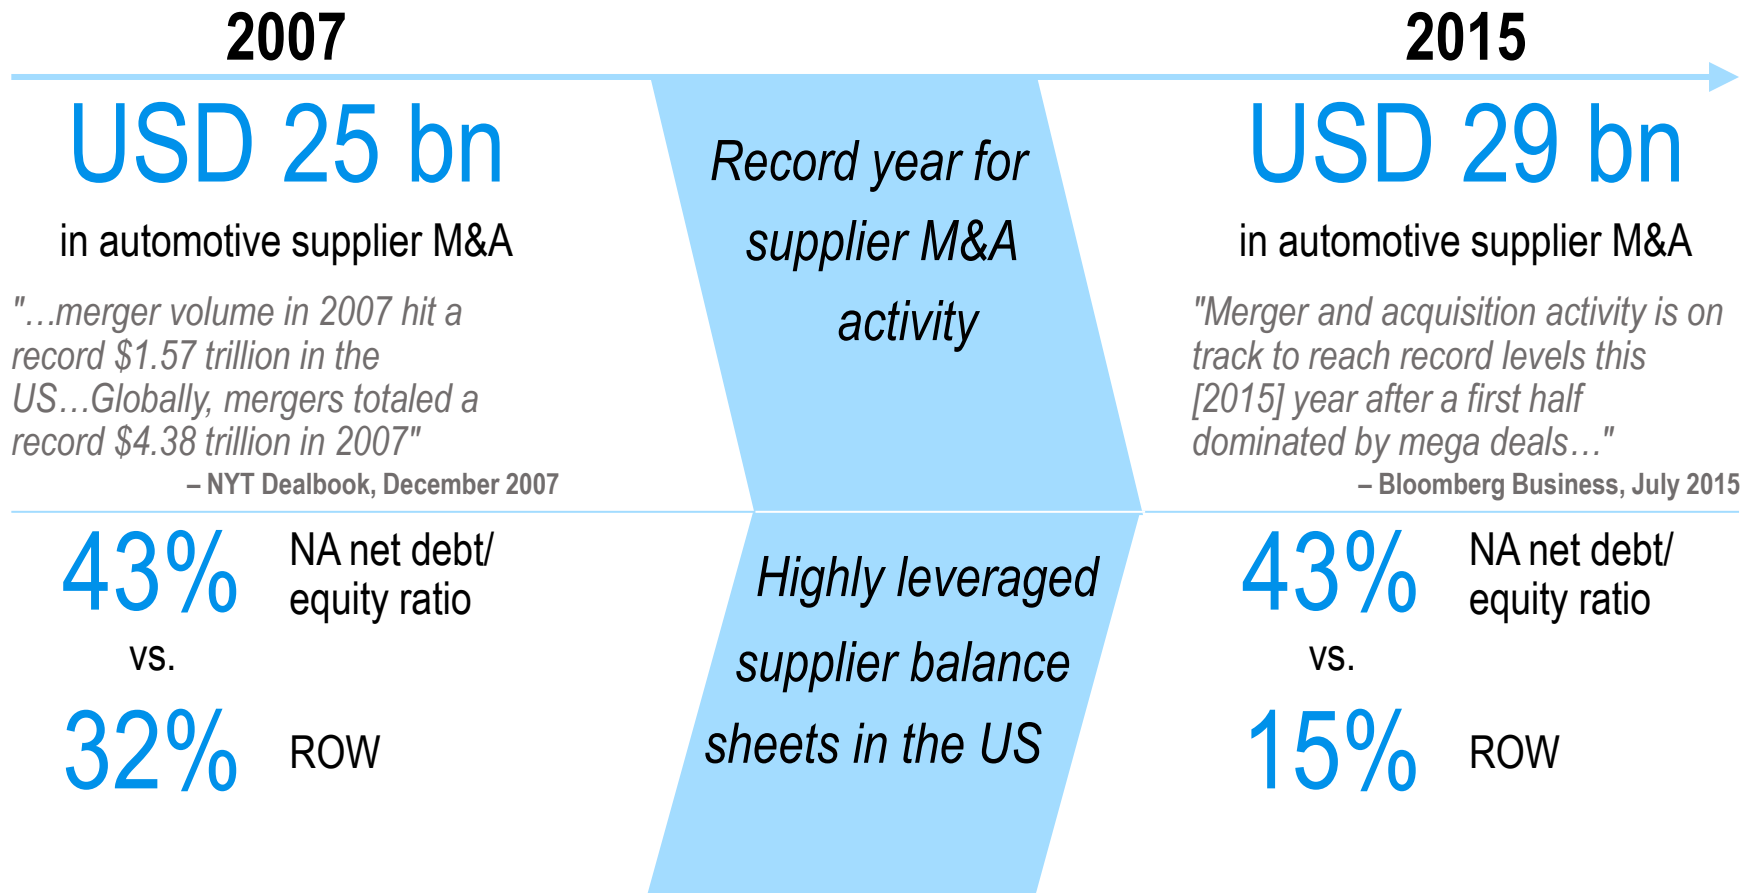 2007
USD 25 bn
in automotive supplier M&A
"…merger volume in 2007 hit a
record $1.57 trillion in the
US…Globally, mergers totaled a
record $4.38 trillion in 2007"
– NYT Dealbook, December 2007
Record year for
supplier M&A
activity
2015
USD 29 bn
in automotive supplier M&A
"Merger and acquisition activity is on
track to reach record levels this
[2015] year after a first half
dominated by mega deals…"
– Bloomberg Business, July 2015
43%
NA net debt/
equity ratio
vs.
32%
ROW
Highly leveraged
supplier balance
sheets in the US
43%
NA net debt/
equity ratio
vs.
15%
ROW